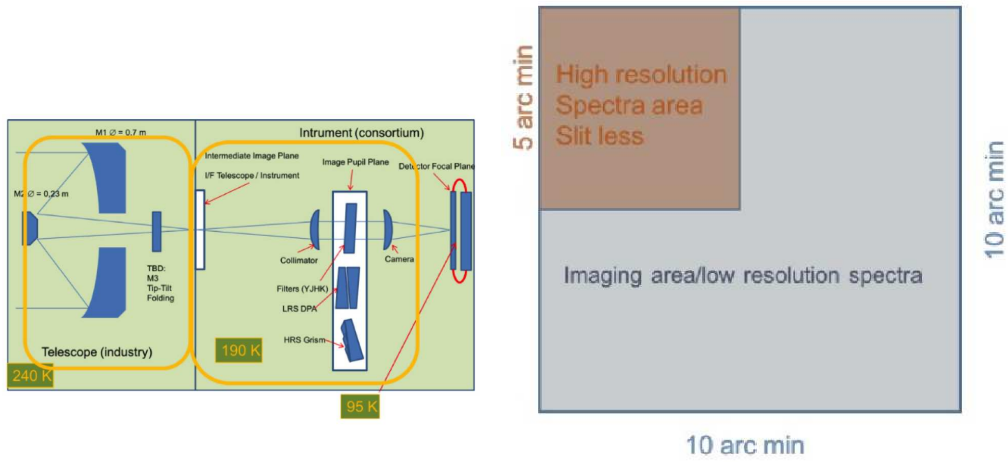 M1 Ø = 0.7 m
Intrument (consortium)
Intermediate Image Plane
Image Pupil Plane
Detector Focal Plane
I/F Telescope / Instrument
M2 Ø = 0.23 m
Collimator
Camera
TBD:
M3
Tip-Tilt
Folding
Filters (YJHK)
LRS DPA
HRS Grism
Telescope (industry)
190 K
240 K
95 K
5 arc min
High resolution
Spectra area
Slit less
Imaging area/low resolution spectra
10 arc min
10 arc min